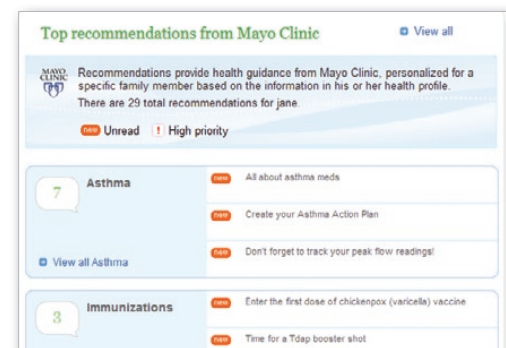 Top recommendations from Mayo Clinic
View all
MAYO
CLINIC
Recommendations provide health guidance from Mayo Clinic, personalized for a
specific family member based on the information in his or her health profile.
There are 29 total recommendations for jane.
new Unread ! High priority
7
Asthma
new All about asthma meds
new Create your Asthma Action Plan
new Don't forget to track your peak flow readings!
View all Asthma
3
Immunizations
new Enter the first dose of chickenpox (varicella) vaccine
new Time for a Tdap booster shot